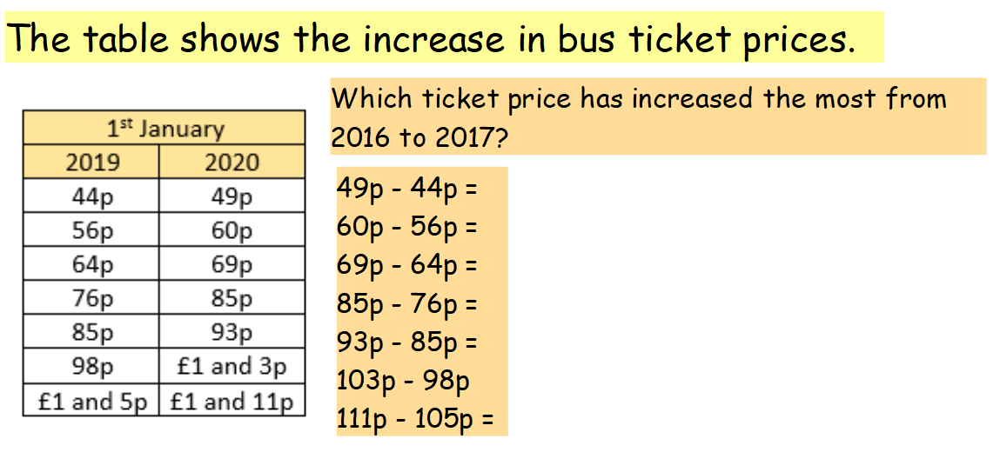 The table shows the increase in bus ticket prices.
1st January
2019 2020
44p 49p
56p 60p
64p 69p
76p 85p
85p 93p
98p £1 and 3p
£1 and 5p £1 and 11p
Which ticket price has increased the most from
2016 to 2017?
49p - 44p =
60p - 56p =
69p - 64p =
85p - 76p =
93p - 85p =
103p - 98p
111p - 105p =